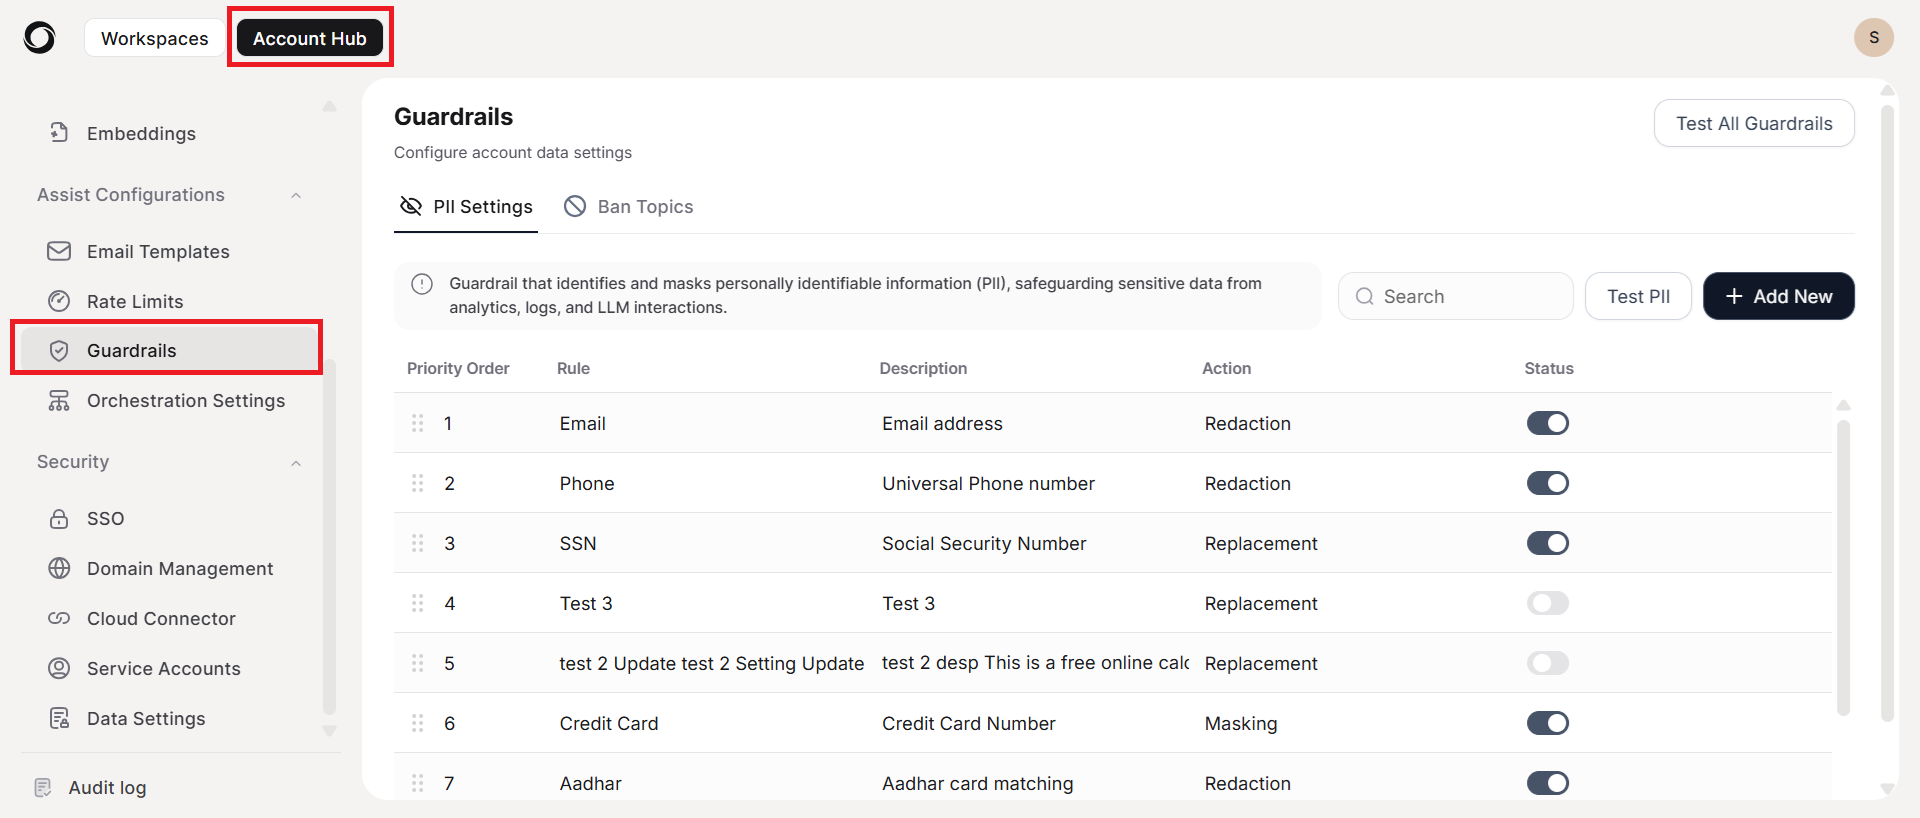 Workspaces
Account Hub
S
Embeddings
Assist Configurations
Email Templates
Rate Limits
Guardrails
Orchestration Settings
Security
SSO
Domain Management
Cloud Connector
Service Accounts
Data Settings
Audit log
Guardrails
Configure account data settings
Test All Guardrails
PII Settings
Ban Topics
Guardrail that identifies and masks personally identifiable information (PII), safeguarding sensitive data from
analytics, logs, and LLM interactions.
Search
Test PII
Add New
Priority Order Rule Description Action Status
1 Email Email address Redaction
2 Phone Universal Phone number Redaction
3 SSN Social Security Number Replacement
4 Test 3 Test 3 Replacement
5 test 2 Update test 2 Setting Update test 2 desp This is a free online Replacement
6 Credit Card Credit Card Number Masking
7 Aadhar Aadhar card matching Redaction